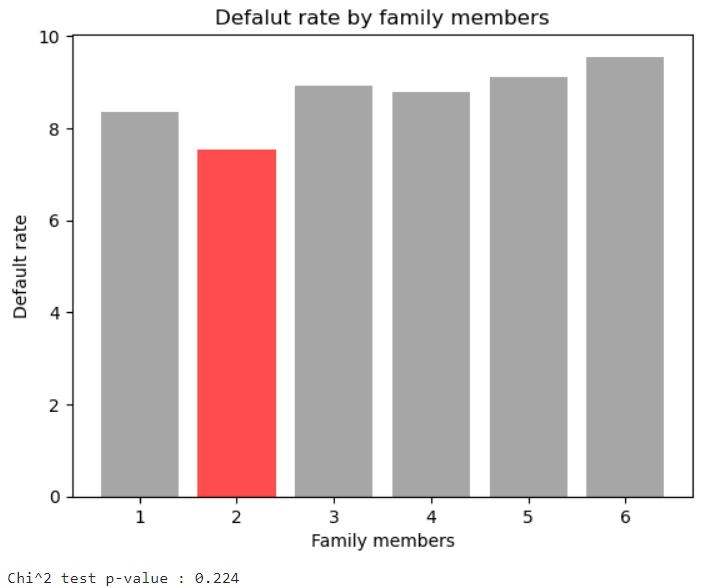 Defalut rate by family members
10
8
6
4
2
0
Default rate
1 2 3 4 5 6
Family members
Chi^2 test p-value : 0.224